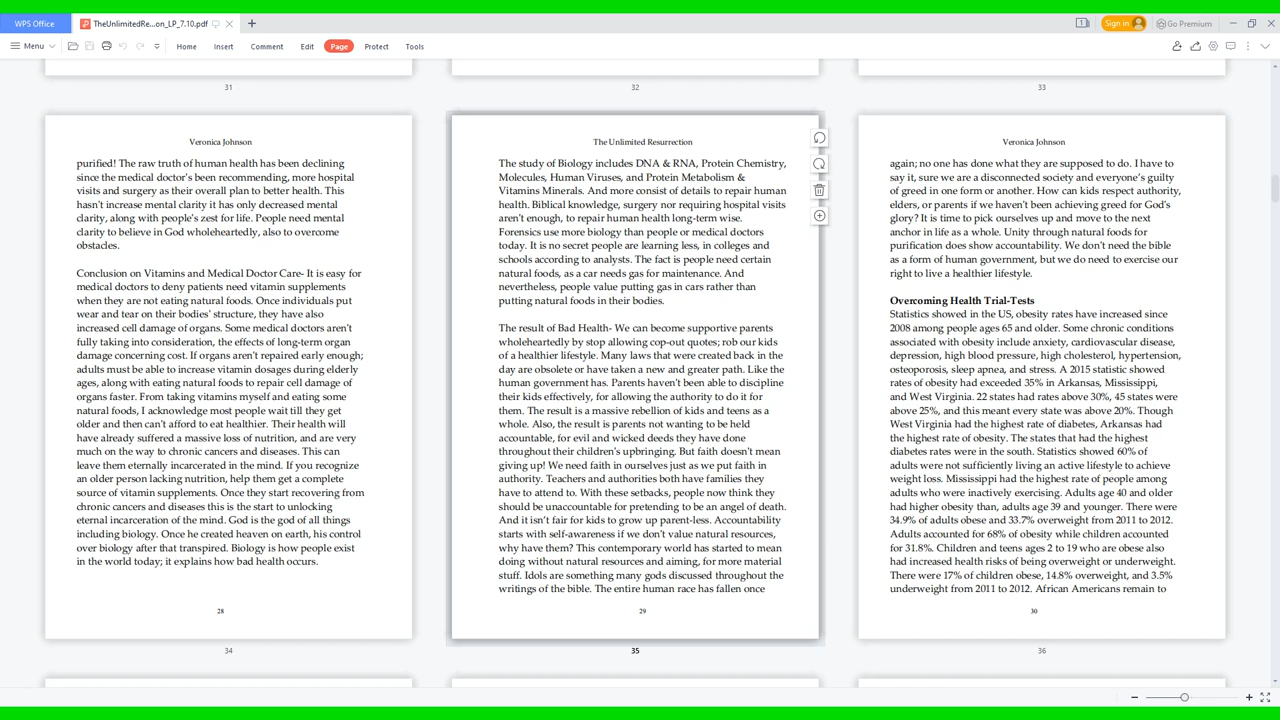 WPS Office
TheUnlimitedRe...on_LP_7.10.pdf
1
Sign in
Go Premium
Menu
Home
Insert
Comment
Edit
Page
Protect
Tools
31
32
33
Veronica Johnson
purified! The raw truth of human health has been declining
since the medical doctor's been recommending, more hospital
visits and surgery as their overall plan to better health. This
hasn't increase mental clarity it has only decreased mental
clarity, along with people's zest for life. People need mental
clarity to believe in God wholeheartedly, also to overcome
obstacles.
Conclusion on Vitamins and Medical Doctor Care- It is easy for
medical doctors to deny patients need vitamin supplements
when they are not eating natural foods. Once individuals put
wear and tear on their bodies' structure, they have also
increased cell damage of organs. Some medical doctors aren't
fully taking into consideration, the effects of long-term organ
damage concerning cost. If organs aren't repaired early enough;
adults must be able to increase vitamin dosages during elderly
ages, along with eating natural foods to repair cell damage of
organs faster. From taking vitamins myself and eating some
natural foods, I acknowledge most people wait till they get
older and then can't afford to eat healthier. Their health will
have already suffered a massive loss of nutrition, and are very
much on the way to chronic cancers and diseases. This can
leave them eternally incarcerated in the mind. If you recognize
an older person lacking nutrition, help them get a complete
source of vitamin supplements. Once they start recovering from
chronic cancers and diseases this is the start to unlocking
eternal incarceration of the mind. God is the god of all things
including biology. Once he created heaven on earth, his control
over biology after that transpired. Biology is how people exist
in the world today; it explains how bad health occurs.
28
34
The Unlimited Resurrection
The study of Biology includes DNA & RNA, Protein Chemistry,
Molecules, Human Viruses, and Protein Metabolism &
Vitamins Minerals. And more consist of details to repair human
health. Biblical knowledge, surgery nor requiring hospital visits
aren't enough, to repair human health long-term wise.
Forensics use more biology than people or medical doctors
today. It is no secret people are learning less, in colleges and
schools according to analysts. The fact is people need certain
natural foods, as a car needs gas for maintenance. And
nevertheless, people value putting gas in cars rather than
putting natural foods in their bodies.
The result of Bad Health- We can become supportive parents
wholeheartedly by stop allowing cop-out quotes; rob our kids
of a healthier lifestyle. Many laws that were created back in the
day are obsolete or have taken a new and greater path. Like the
human government has. Parents haven't been able to discipline
their kids effectively, for allowing the authority to do it for
them. The result is a massive rebellion of kids and teens as a
whole. Also, the result is parents not wanting to be held
accountable, for evil and wicked deeds they have done
throughout their children's upbringing. But faith doesn't mean
giving up! We need faith in ourselves just as we put faith in
authority. Teachers and authorities both have families they
have to attend to. With these setbacks, people now think they
should be unaccountable for pretending to be an angel of death.
And it isn't fair for kids to grow up parent-less. Accountability
starts with self-awareness if we don't value natural resources,
why have them? This contemporary world has started to mean
doing without natural resources and aiming, for more material
stuff. Idols are something many gods discussed throughout the
writings of the bible. The entire human race has fallen once
29
35
Veronica Johnson
again; no one has done what they are supposed to do. I have to
say it, sure we are a disconnected society and everyone's guilty
of greed in one form or another. How can kids respect authority,
elders, or parents if we haven't been achieving greed for God's
glory? It is time to pick ourselves up and move to the next
anchor in life as a whole. Unity through natural foods for
purification does show accountability. We don't need the bible
as a form of human government, but we do need to exercise our
right to live a healthier lifestyle.
Overcoming Health Trial-Tests
Statistics showed in the US, obesity rates have increased since
2008 among people ages 65 and older. Some chronic conditions
associated with obesity include anxiety, cardiovascular disease,
depression, high blood pressure, high cholesterol, hypertension,
osteoporosis, sleep apnea, and stress. A 2015 statistic showed
rates of obesity had exceeded 35% in Arkansas, Mississippi,
and West Virginia. 22 states had rates above 30%, 45 states were
above 25%, and this meant every state was above 20%. Though
West Virginia had the highest rate of diabetes, Arkansas had
the highest rate of obesity. The states that had the highest
diabetes rates were in the south. Statistics showed 60% of
adults were not sufficiently living an active lifestyle to achieve
weight loss. Mississippi had the highest rate of people among
adults who were inactively exercising. Adults age 40 and older
had higher obesity than, adults age 39 and younger. There were
34.9% of adults obese and 33.7% overweight from 2011 to 2012.
Adults accounted for 68% of obesity while children accounted
for 31.8%. Children and teens ages 2 to 19 who are obese also
had increased health risks of being overweight or underweight.
There were 17% of children obese, 14.8% overweight, and 3.5%
underweight from 2011 to 2012. African Americans remain to
30
36